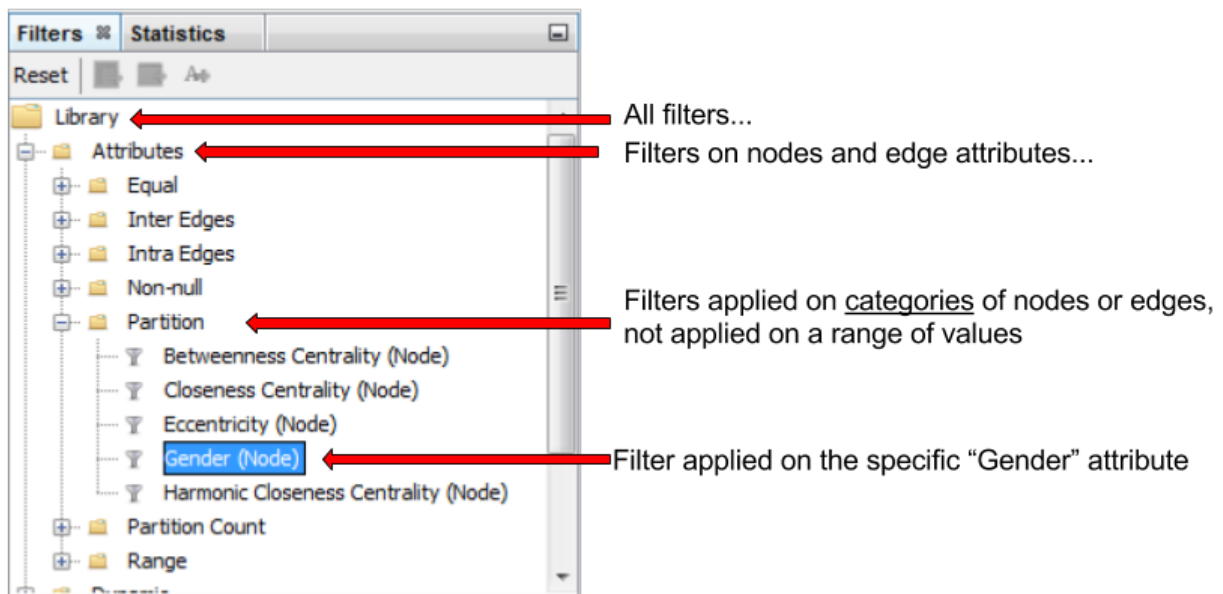 Filters Statistics
Reset
Library
All filters...
Attributes
Filters on nodes and edge attributes...
Equal
Inter Edges
Intra Edges
Non-null
Partition
Filters applied on categories of nodes or edges,
not applied on a range of values
Betweenness Centrality (Node)
Closeness Centrality (Node)
Eccentricity (Node)
Gender (Node)
Filter applied on the specific “Gender” attribute
Harmonic Closeness Centrality (Node)
Partition Count
Range